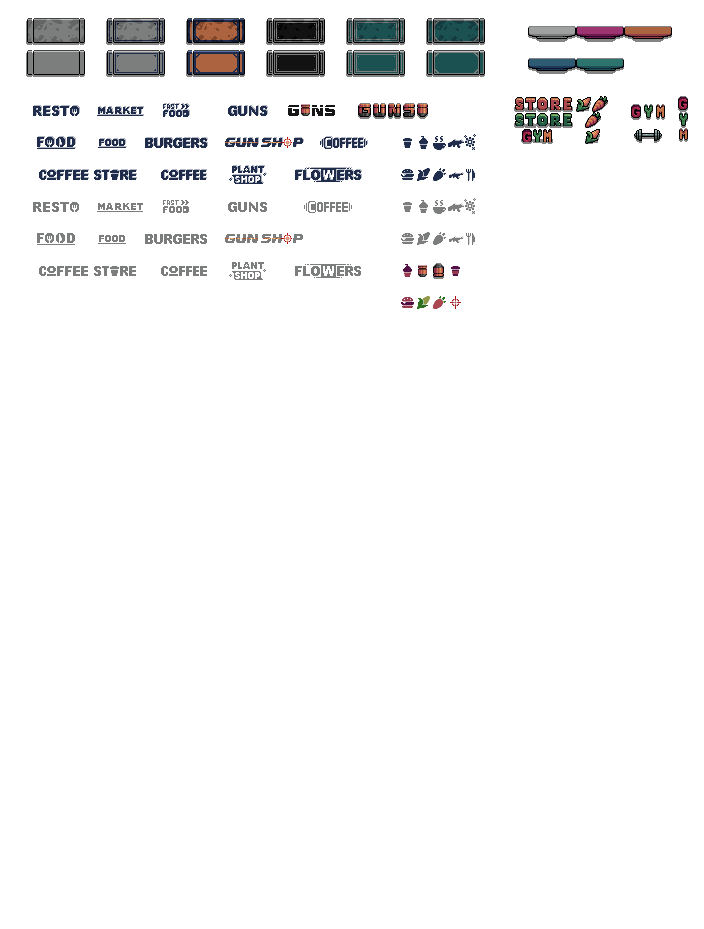 STORE
RESTO MARKET FAST FOOD GUNS GUNS GUNS GYM GYM
STORE
FOOD FOOD BURGERS GUN SHOP COFFEE GYM
COFFEE STORE COFFEE PLANT SHOP FLOWERS
RESTO MARKET FAST FOOD GUNS COFFEE
FOOD FOOD BURGERS GUN SHOP
COFFEE STORE COFFEE PLANT SHOP FLOWERS